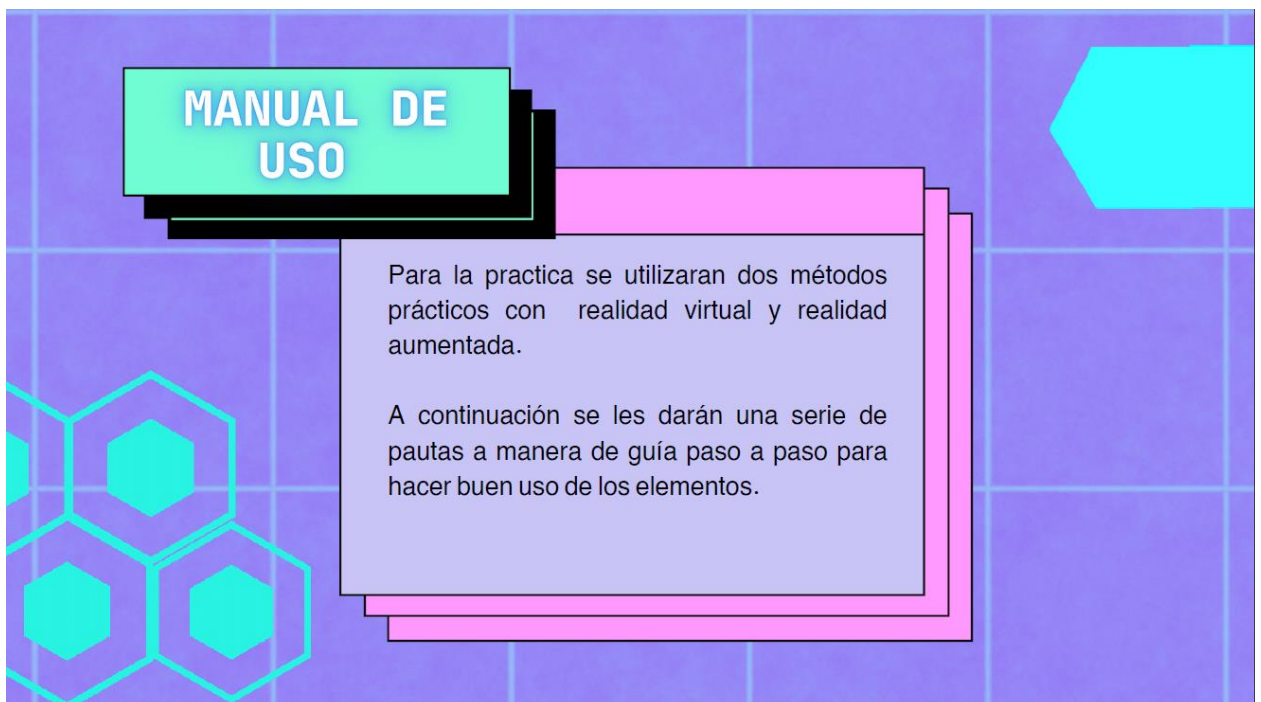 MANUAL DE
USO
Para la practica se utilizaran dos métodos
prácticos con realidad virtual y realidad
aumentada.
A continuación se les darán una serie de
pautas a manera de guía paso a paso para
hacer buen uso de los elementos.